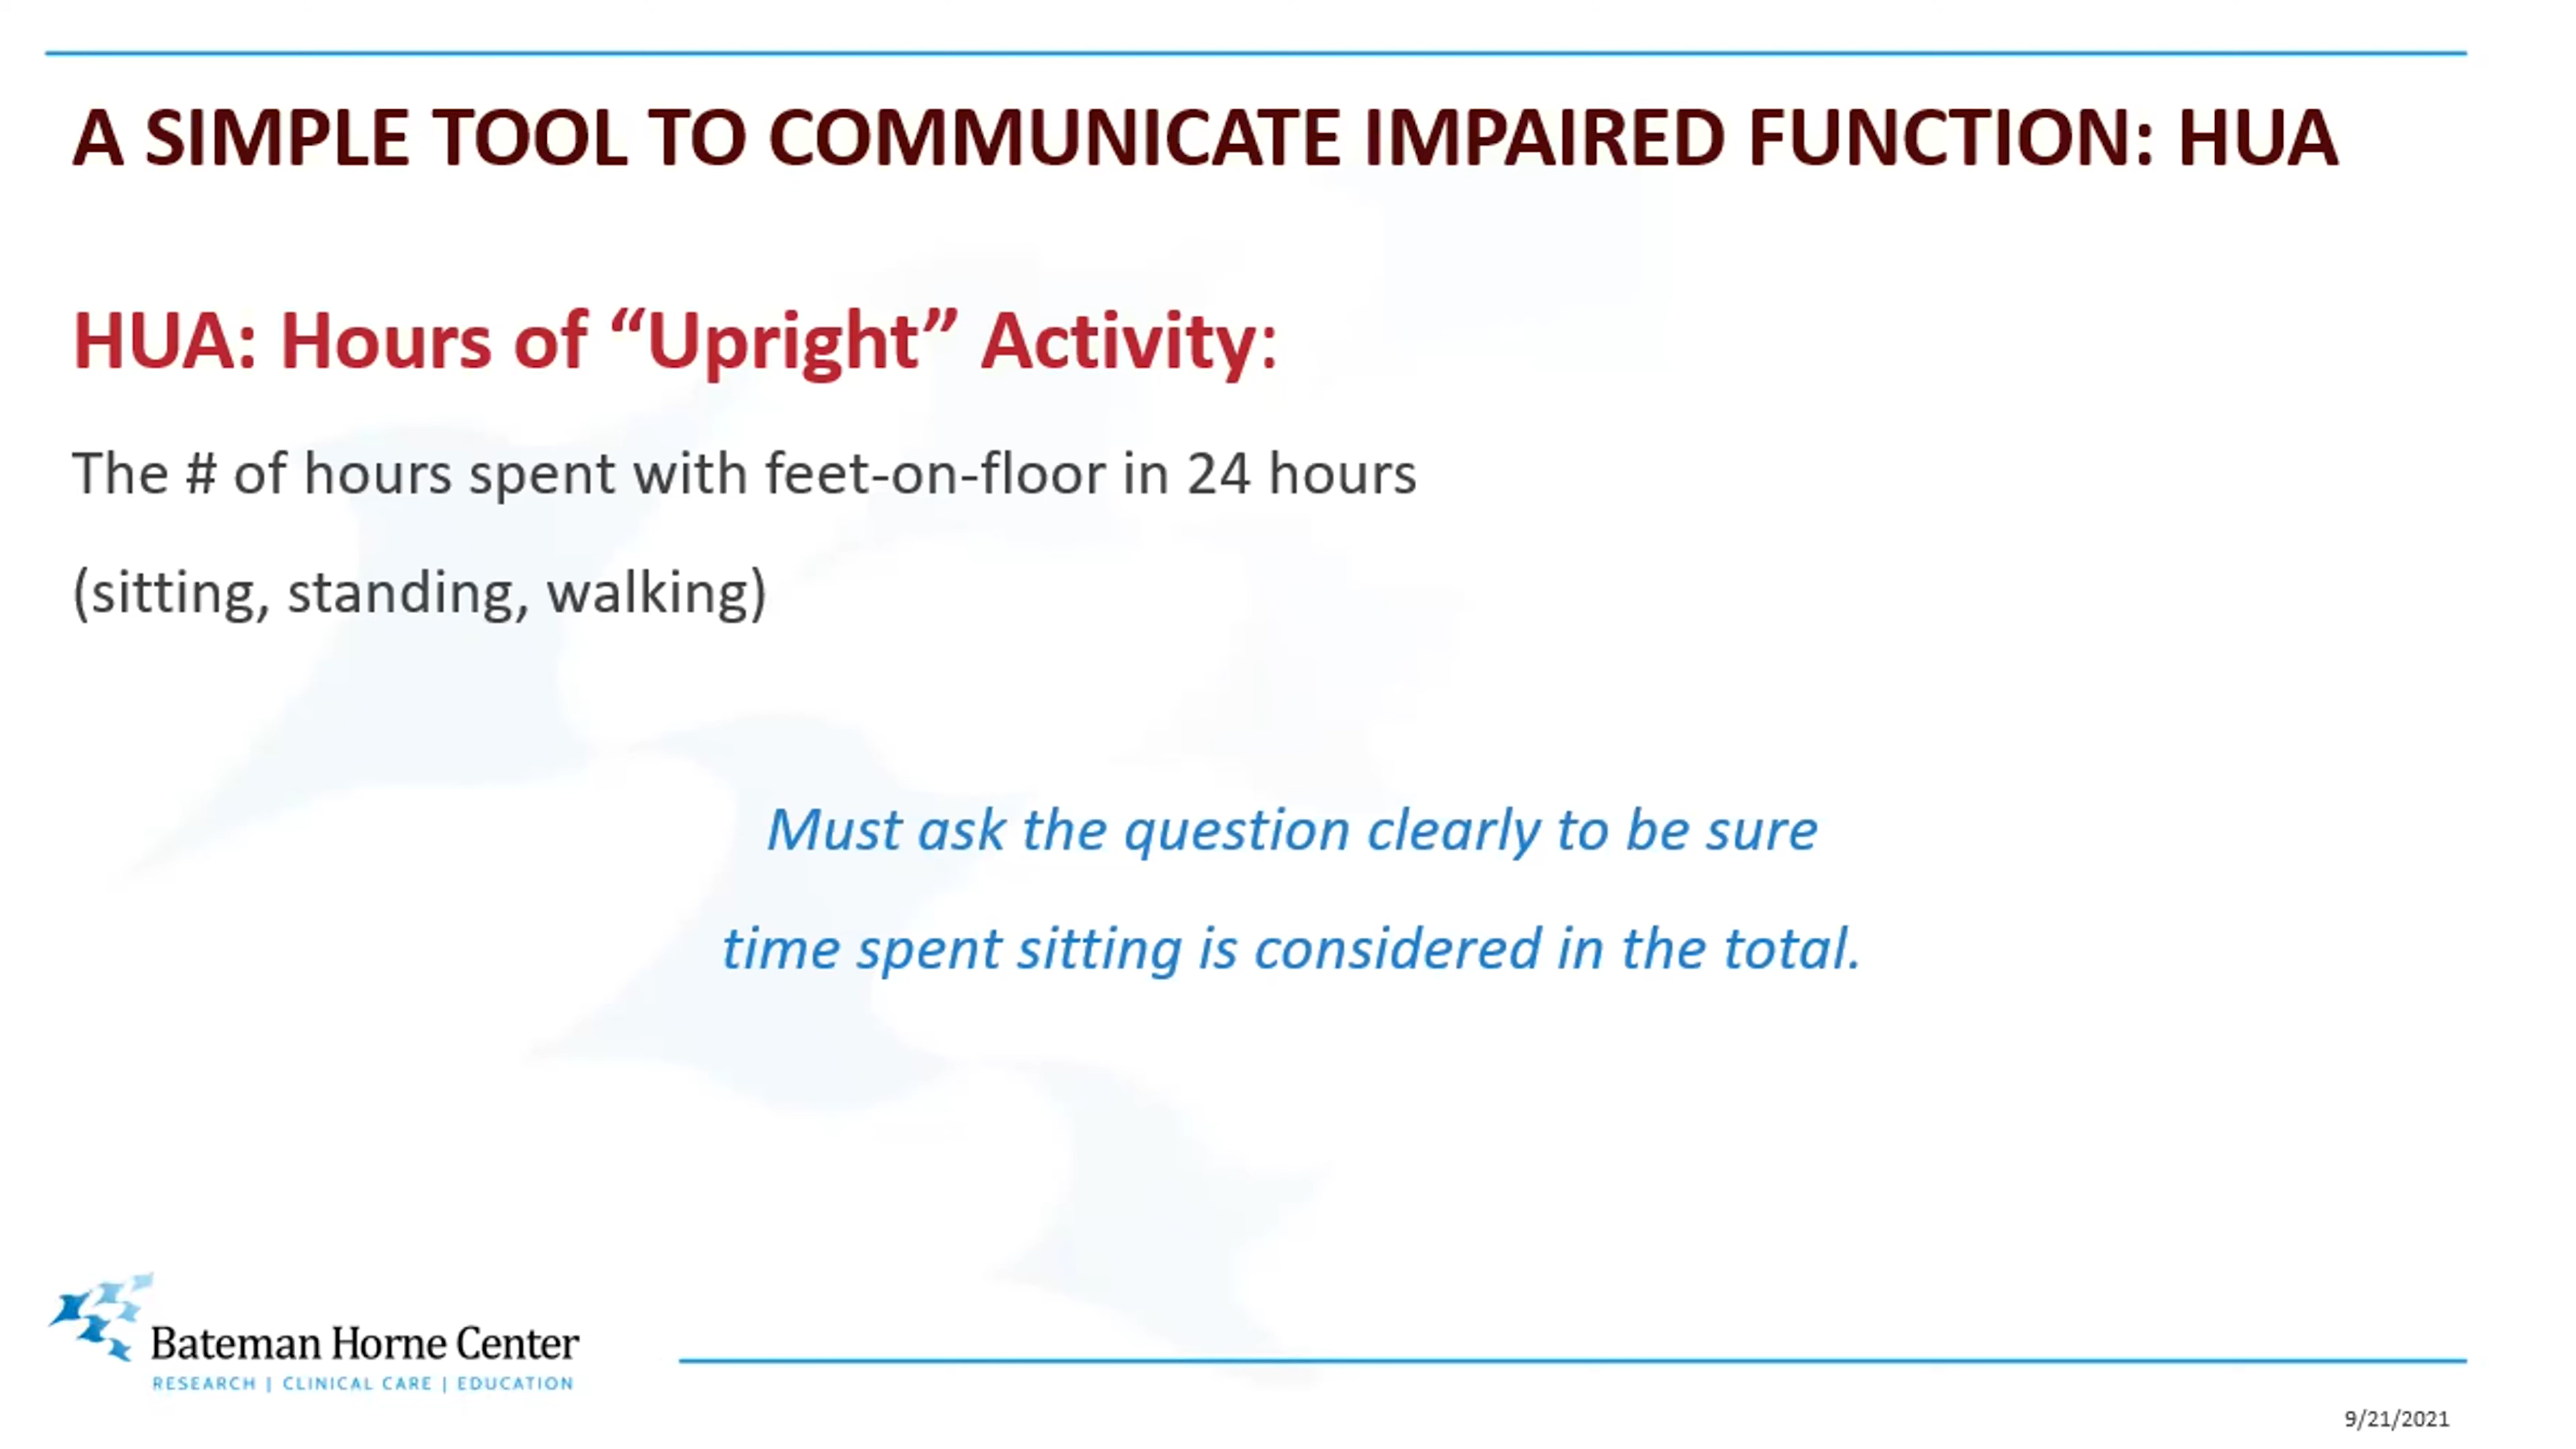 A SIMPLE TOOL TO COMMUNICATE IMPAIRED FUNCTION: HUA
HUA: Hours of “Upright” Activity:
The # of hours spent with feet-on-floor in 24 hours
(sitting, standing, walking)
Must ask the question clearly to be sure
time spent sitting is considered in the total.
Bateman Horne Center
RESEARCH | CLINICAL CARE | EDUCATION
9/21/2021